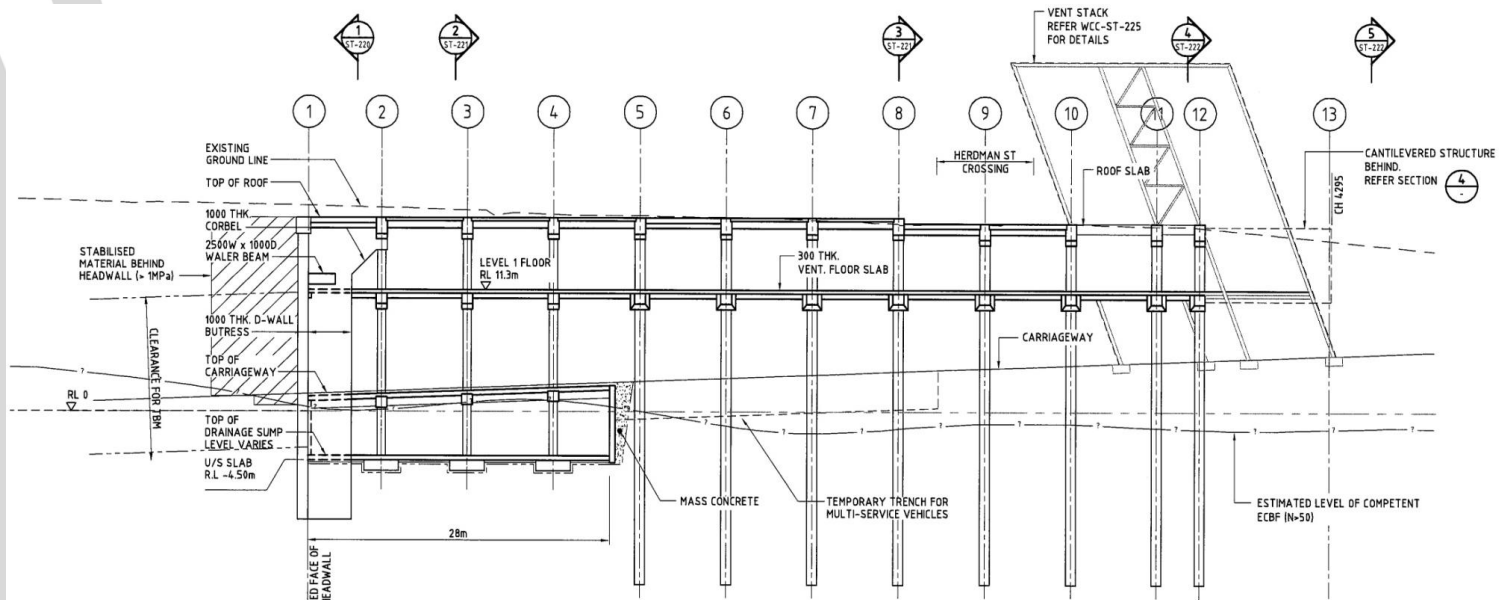 1
ST-220
2
ST-221
3
ST-221
VENT STACK
REFER WCC-ST-225
FOR DETAILS
4
ST-222
5
ST-222
1
2
3
4
5
6
7
8
9
10
11
12
13
EXISTING
GROUND LINE
TOP OF ROOF
1000 THK.
CORBEL
2500W x 1000D
WALER BEAM
STABILISED
MATERIAL BEHIND
HEADWALL (> 1MPa)
1000 THK. D-WALL
BUTRESS
CLEARANCE FOR TBM
TOP OF
CARRIAGEWAY
RL 0
TOP OF
DRAINAGE SUMP
LEVEL VARIES
U/S SLAB
R.L -4.50m
LEVEL 1 FLOOR
RL 11.3m
300 THK.
VENT. FLOOR SLAB
HERDMAN ST
CROSSING
ROOF SLAB
CANTILEVERED STRUCTURE
BEHIND.
REFER SECTION
4
-
CH 4295
CARRIAGEWAY
?
?
?
?
?
?
?
?
?
?
MASS CONCRETE
TEMPORARY TRENCH FOR
MULTI-SERVICE VEHICLES
ESTIMATED LEVEL OF COMPETENT
ECBF (N>50)
28m
ED FACE OF
HEADWALL